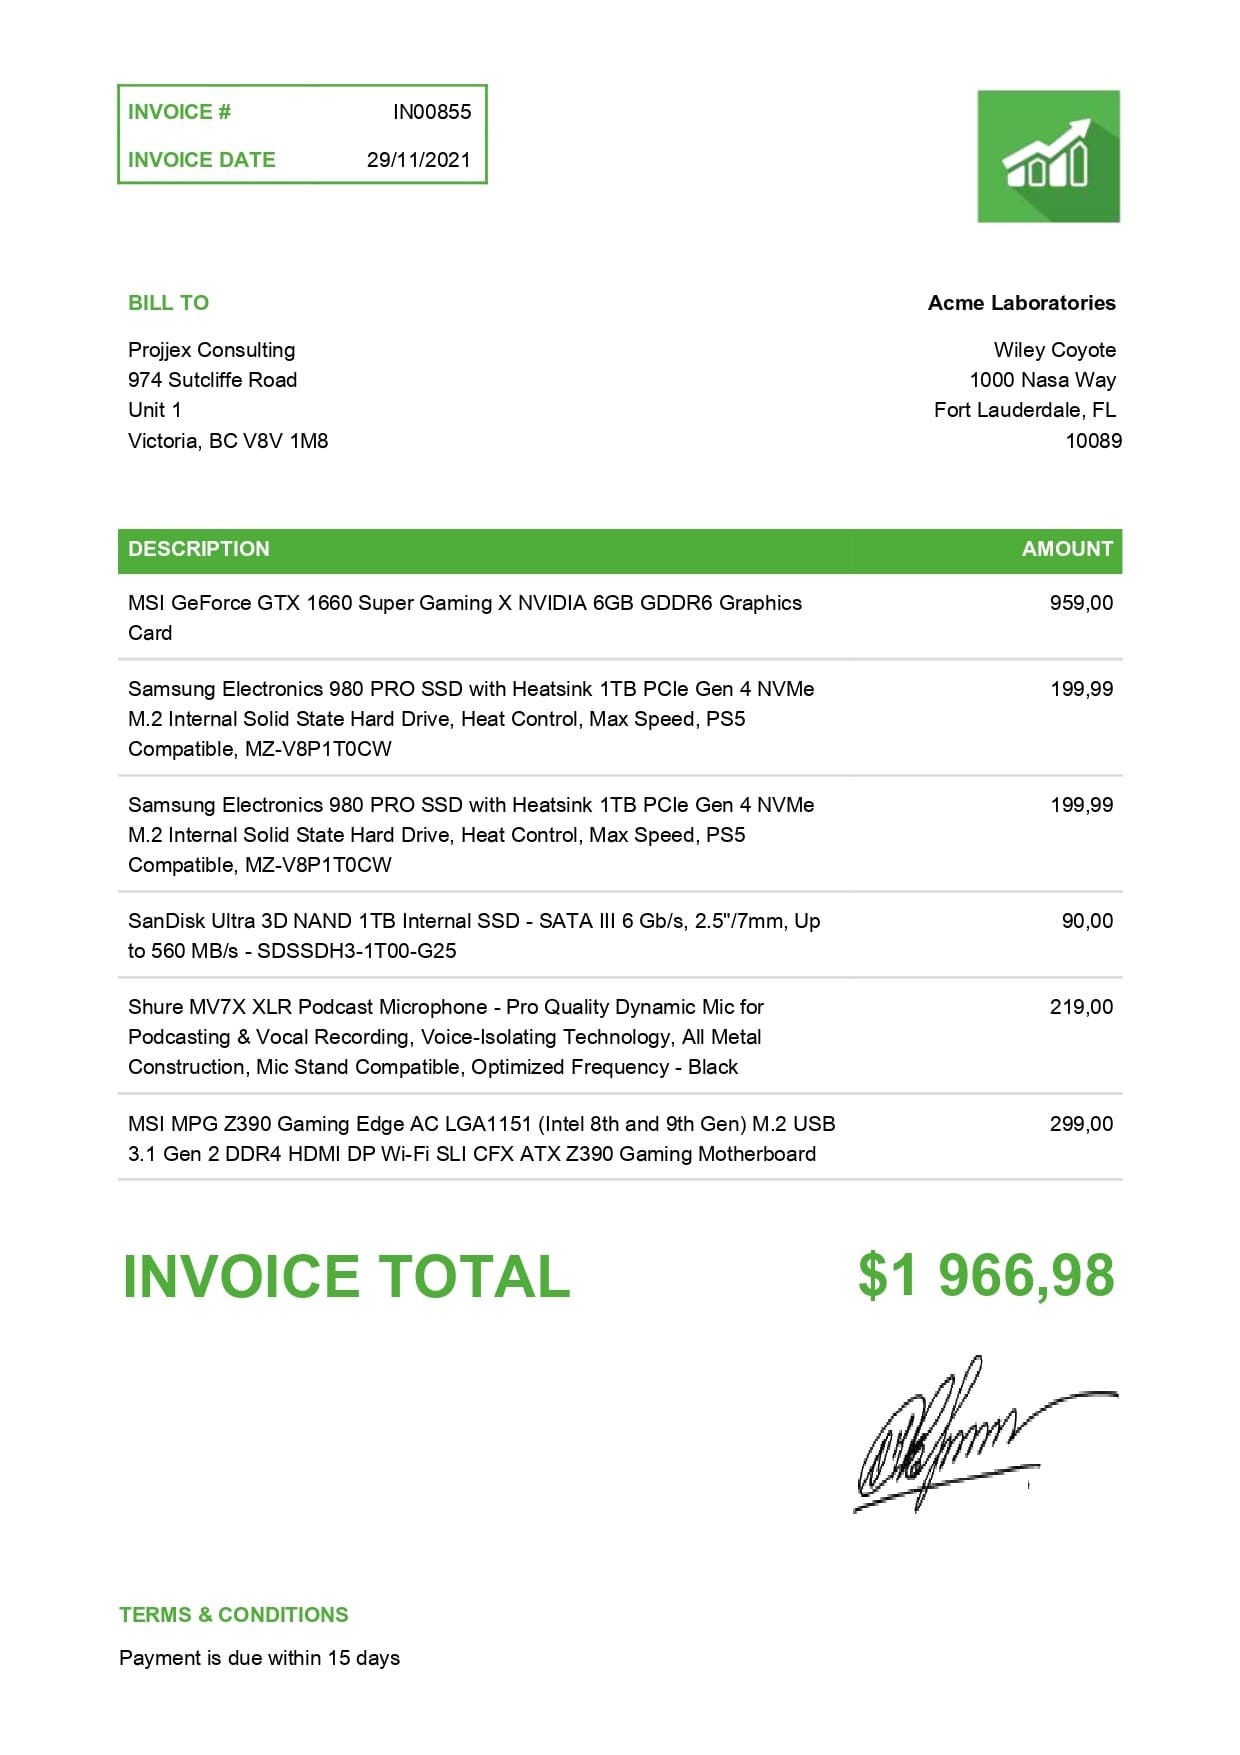 INVOICE # IN00855
INVOICE DATE 29/11/2021
BILL TO
Projjex Consulting
974 Sutcliffe Road
Unit 1
Victoria, BC V8V 1M8
Acme Laboratories
Wiley Coyote
1000 Nasa Way
Fort Lauderdale, FL
10089
DESCRIPTION AMOUNT
MSI GeForce GTX 1660 Super Gaming X NVIDIA 6GB GDDR6 Graphics 959,00
Card
Samsung Electronics 980 PRO SSD with Heatsink 1TB PCIe Gen 4 NVMe 199,99
M.2 Internal Solid State Hard Drive, Heat Control, Max Speed, PS5
Compatible, MZ-V8P1T0CW
Samsung Electronics 980 PRO SSD with Heatsink 1TB PCIe Gen 4 NVMe 199,99
M.2 Internal Solid State Hard Drive, Heat Control, Max Speed, PS5
Compatible, MZ-V8P1T0CW
SanDisk Ultra 3D NAND 1TB Internal SSD - SATA III 6 Gb/s, 2.5"/7mm, Up 90,00
to 560 MB/s - SDSSDH3-1T00-G25
Shure MV7X XLR Podcast Microphone - Pro Quality Dynamic Mic for 219,00
Podcasting & Vocal Recording, Voice-Isolating Technology, All Metal
Construction, Mic Stand Compatible, Optimized Frequency - Black
MSI MPG Z390 Gaming Edge AC LGA1151 (Intel 8th and 9th Gen) M.2 USB 299,00
3.1 Gen 2 DDR4 HDMI DP Wi-Fi SLI CFX ATX Z390 Gaming Motherboard
INVOICE TOTAL $1 966,98
TERMS & CONDITIONS
Payment is due within 15 days